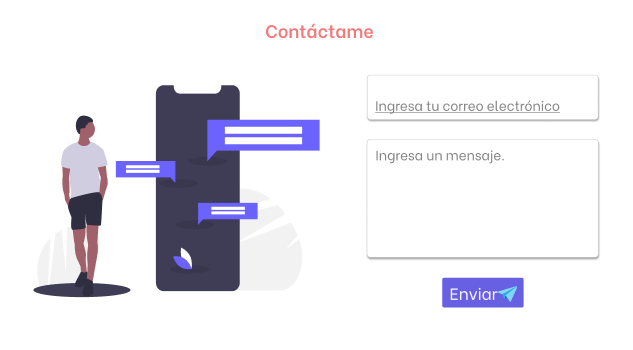 Contáctame
Ingresa tu correo electrónico
Ingresa un mensaje.
Enviar